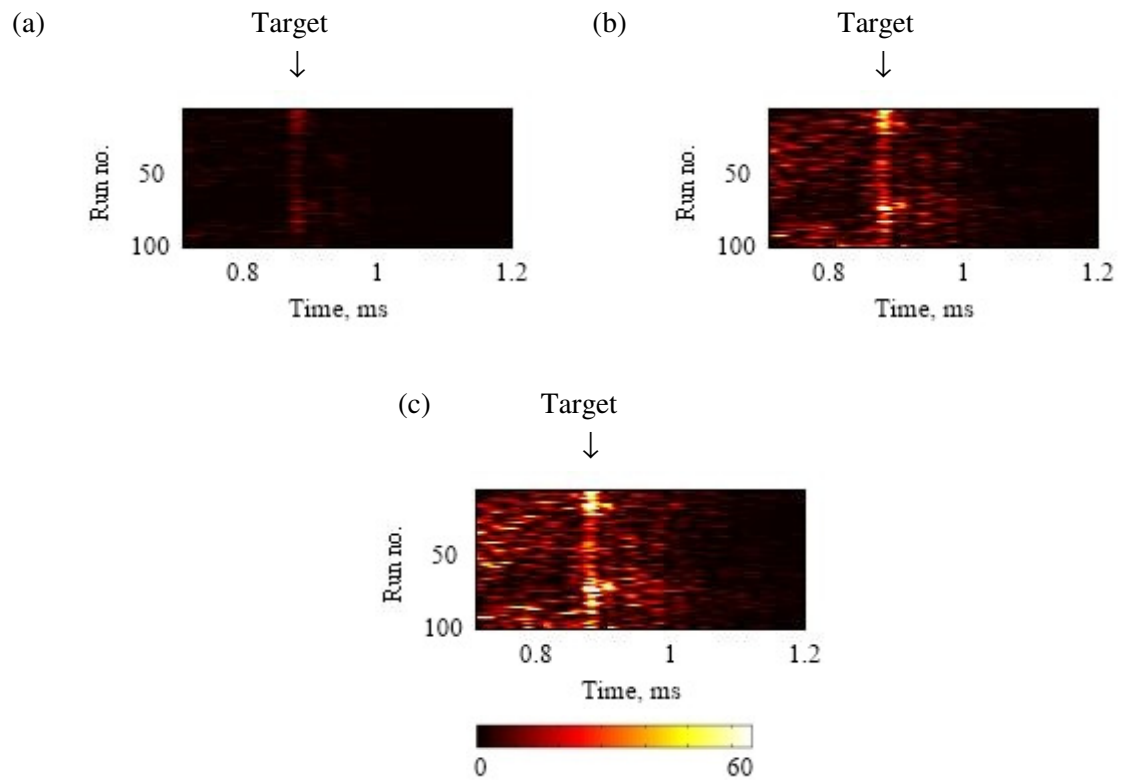 (a) Target
↓
Run no.
50
100
0.8 1 1.2
Time, ms
(b) Target
↓
Run no.
50
100
0.8 1 1.2
Time, ms
(c) Target
↓
Run no.
50
100
0.8 1 1.2
Time, ms
0 60